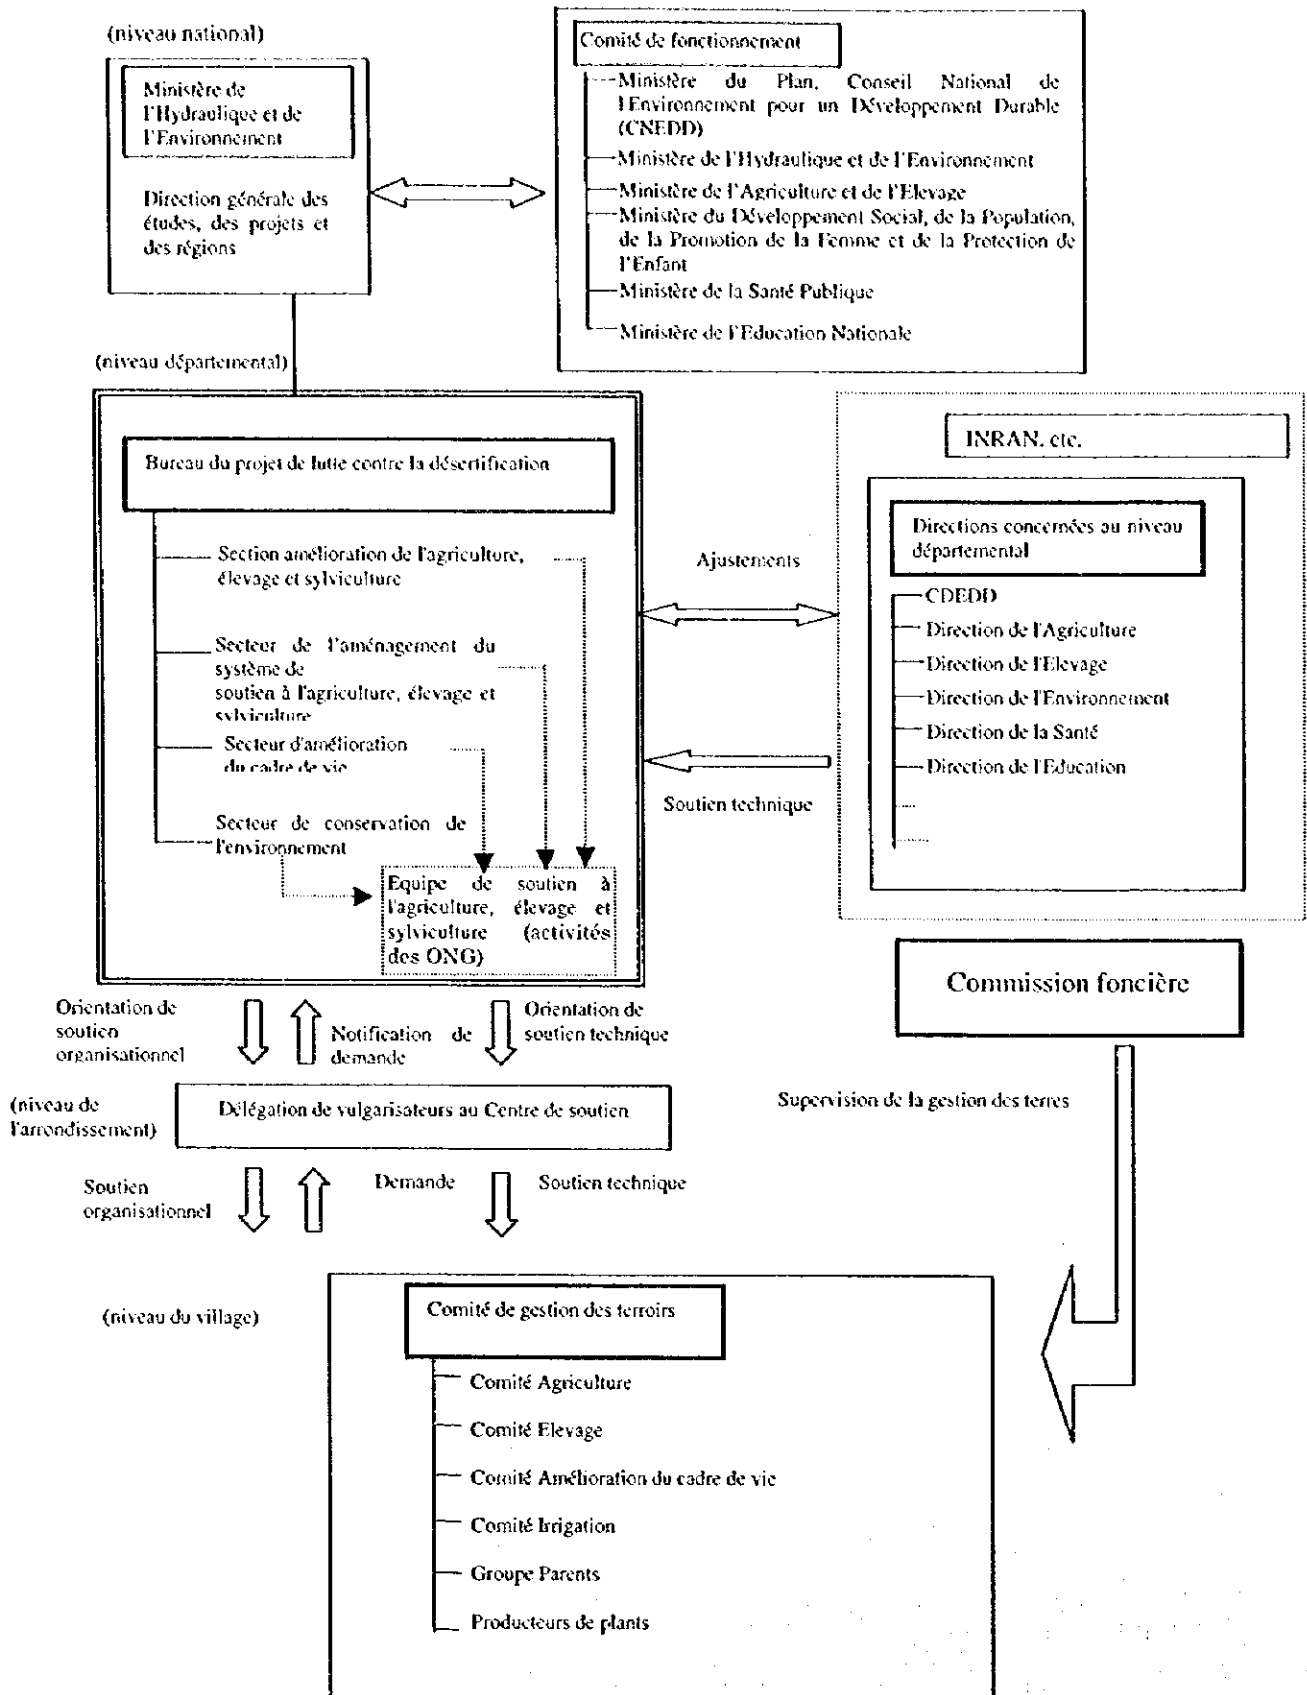 (niveau national)
Ministère de
l'Hydraulique et de
l'Environnement
Direction générale des
études, des projets et
des régions
Comité de fonctionnement
Ministère du Plan, Conseil National de
l'Environnement pour un Développement Durable
(CNEDD)
Ministère de l'Hydraulique et de l'Environnement
Ministère de l'Agriculture et de l'Elevage
Ministère du Développement Social, de la Population,
de la Promotion de la Femme et de la Protection de
l'Enfant
Ministère de la Santé Publique
Ministère de l'Education Nationale
(niveau départemental)
Bureau du projet de lutte contre la désertification
Section amélioration de l'agriculture,
élevage et sylviculture
Secteur de l'aménagement du
système de
soutien à l'agriculture, élevage et
sylviculture
Secteur d'amélioration
du cadre de vie
Secteur de conservation de
l'environnement
Equipe de soutien à
l'agriculture, élevage et
sylviculture (activités
des ONG)
Ajustements
Soutien technique
INRAN. etc.
Directions concernées au niveau
départemental
CDEDD
Direction de l'Agriculture
Direction de l'Elevage
Direction de l'Environnement
Direction de la Santé
Direction de l'Education
Commission foncière
Orientation de
soutien
organisationnel
Notification de
demande
Orientation de
soutien technique
(niveau de
l'arrondissement)
Délégation de vulgarisateurs au Centre de soutien
Supervision de la gestion des terres
Soutien
organisationnel
Demande
Soutien technique
(niveau du village)
Comité de gestion des terroirs
Comité Agriculture
Comité Elevage
Comité Amélioration du cadre de vie
Comité Irrigation
Groupe Parents
Producteurs de plants